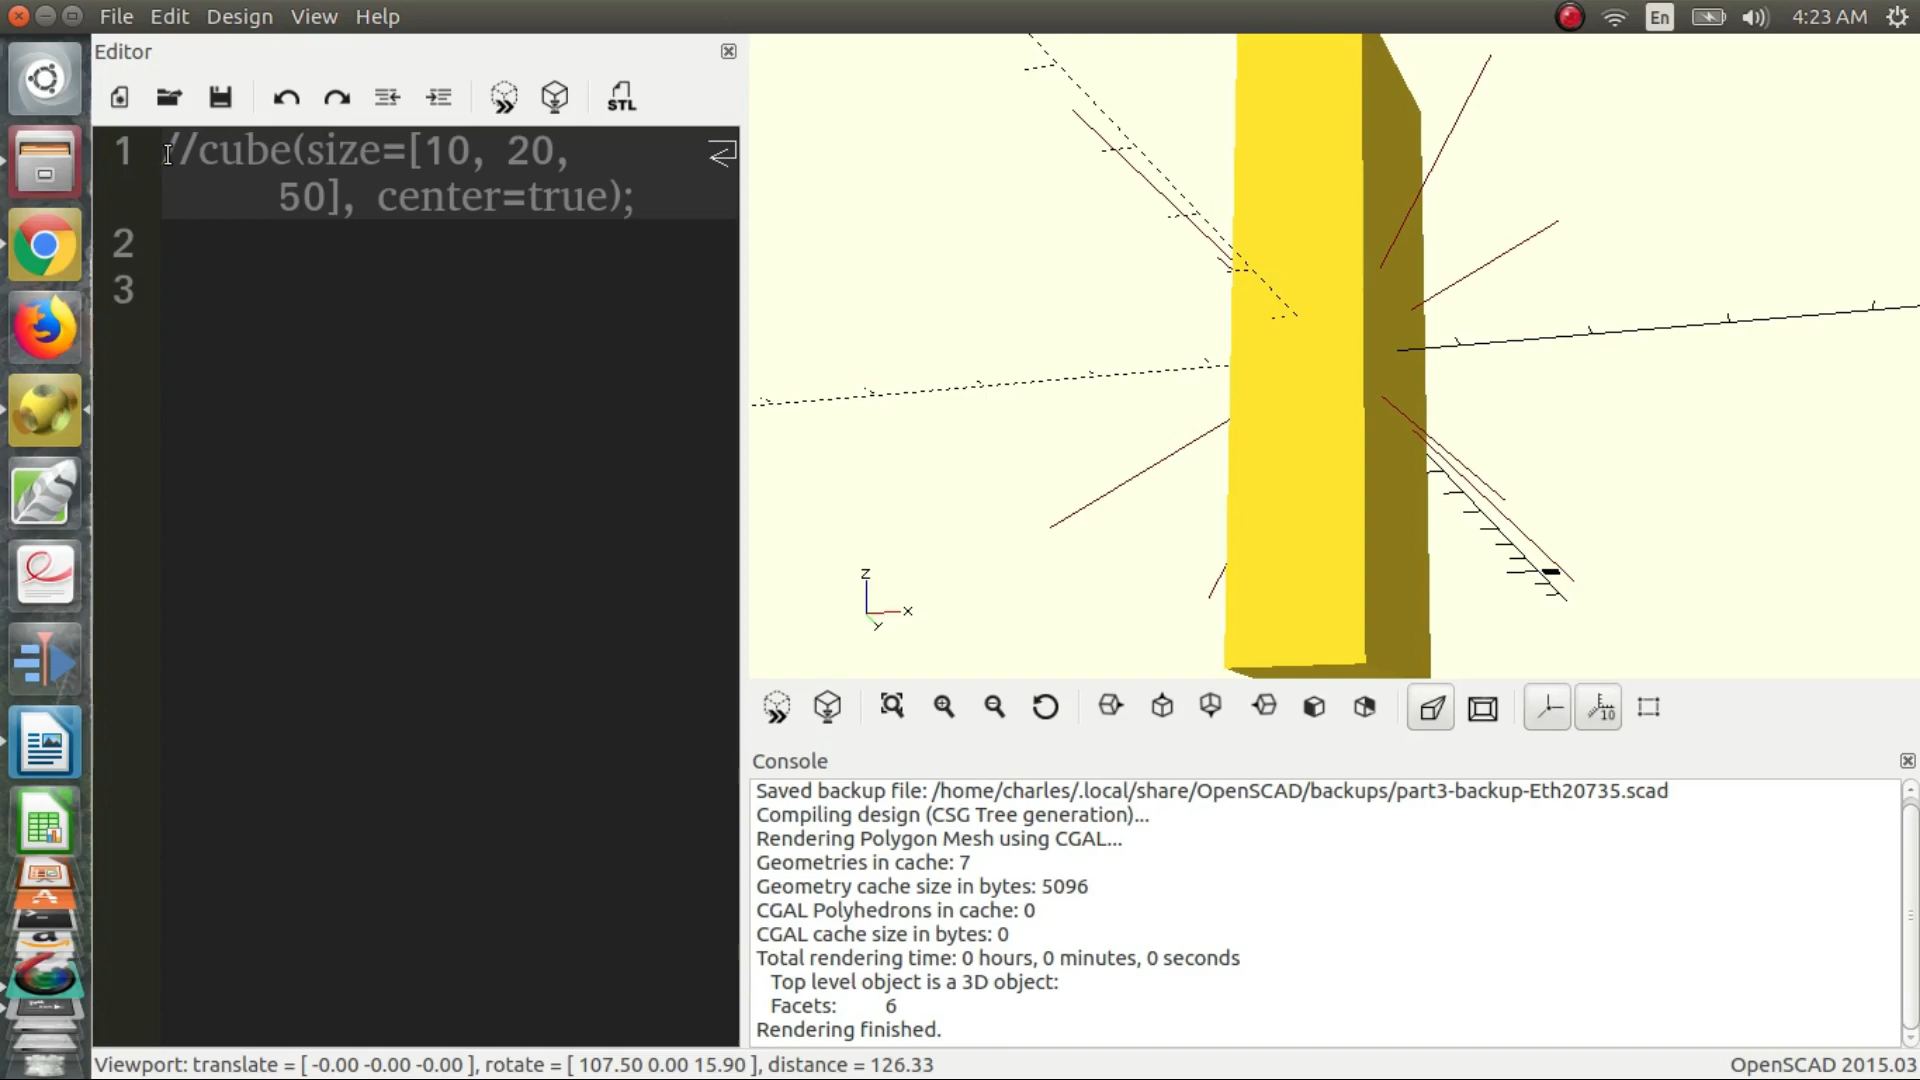 File Edit Design View Help
En 4:23 AM
Editor
STL
1 //cube(size=[10, 20,
50], center=true);
2
3
Z
X
Y
10
Console
Saved backup file: /home/charles/.local/share/OpenSCAD/backups/part3-backup-Eth20735.scad
Compiling design (CSG Tree generation)...
Rendering Polygon Mesh using CGAL...
Geometries in cache: 7
Geometry cache size in bytes: 5096
CGAL Polyhedrons in cache: 0
CGAL cache size in bytes: 0
Total rendering time: 0 hours, 0 minutes, 0 seconds
Top level object is a 3D object:
Facets: 6
Rendering finished.
Viewport: translate = [ -0.00 -0.00 -0.00 ], rotate = [ 107.50 0.00 15.90 ], distance = 126.33
OpenSCAD 2015.03